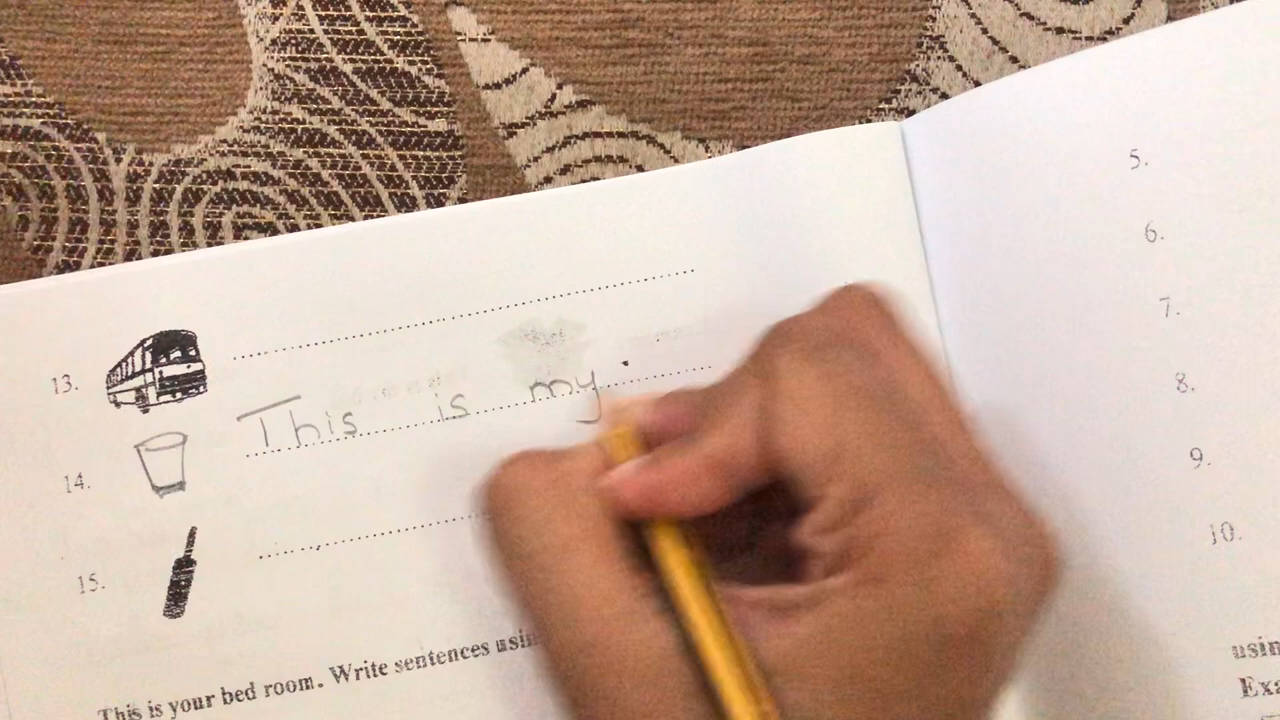 13.
This is my
14.
15.
This is your bed room. Write sentences usin
5.
6.
7.
8.
9.
10.
usin
Exa